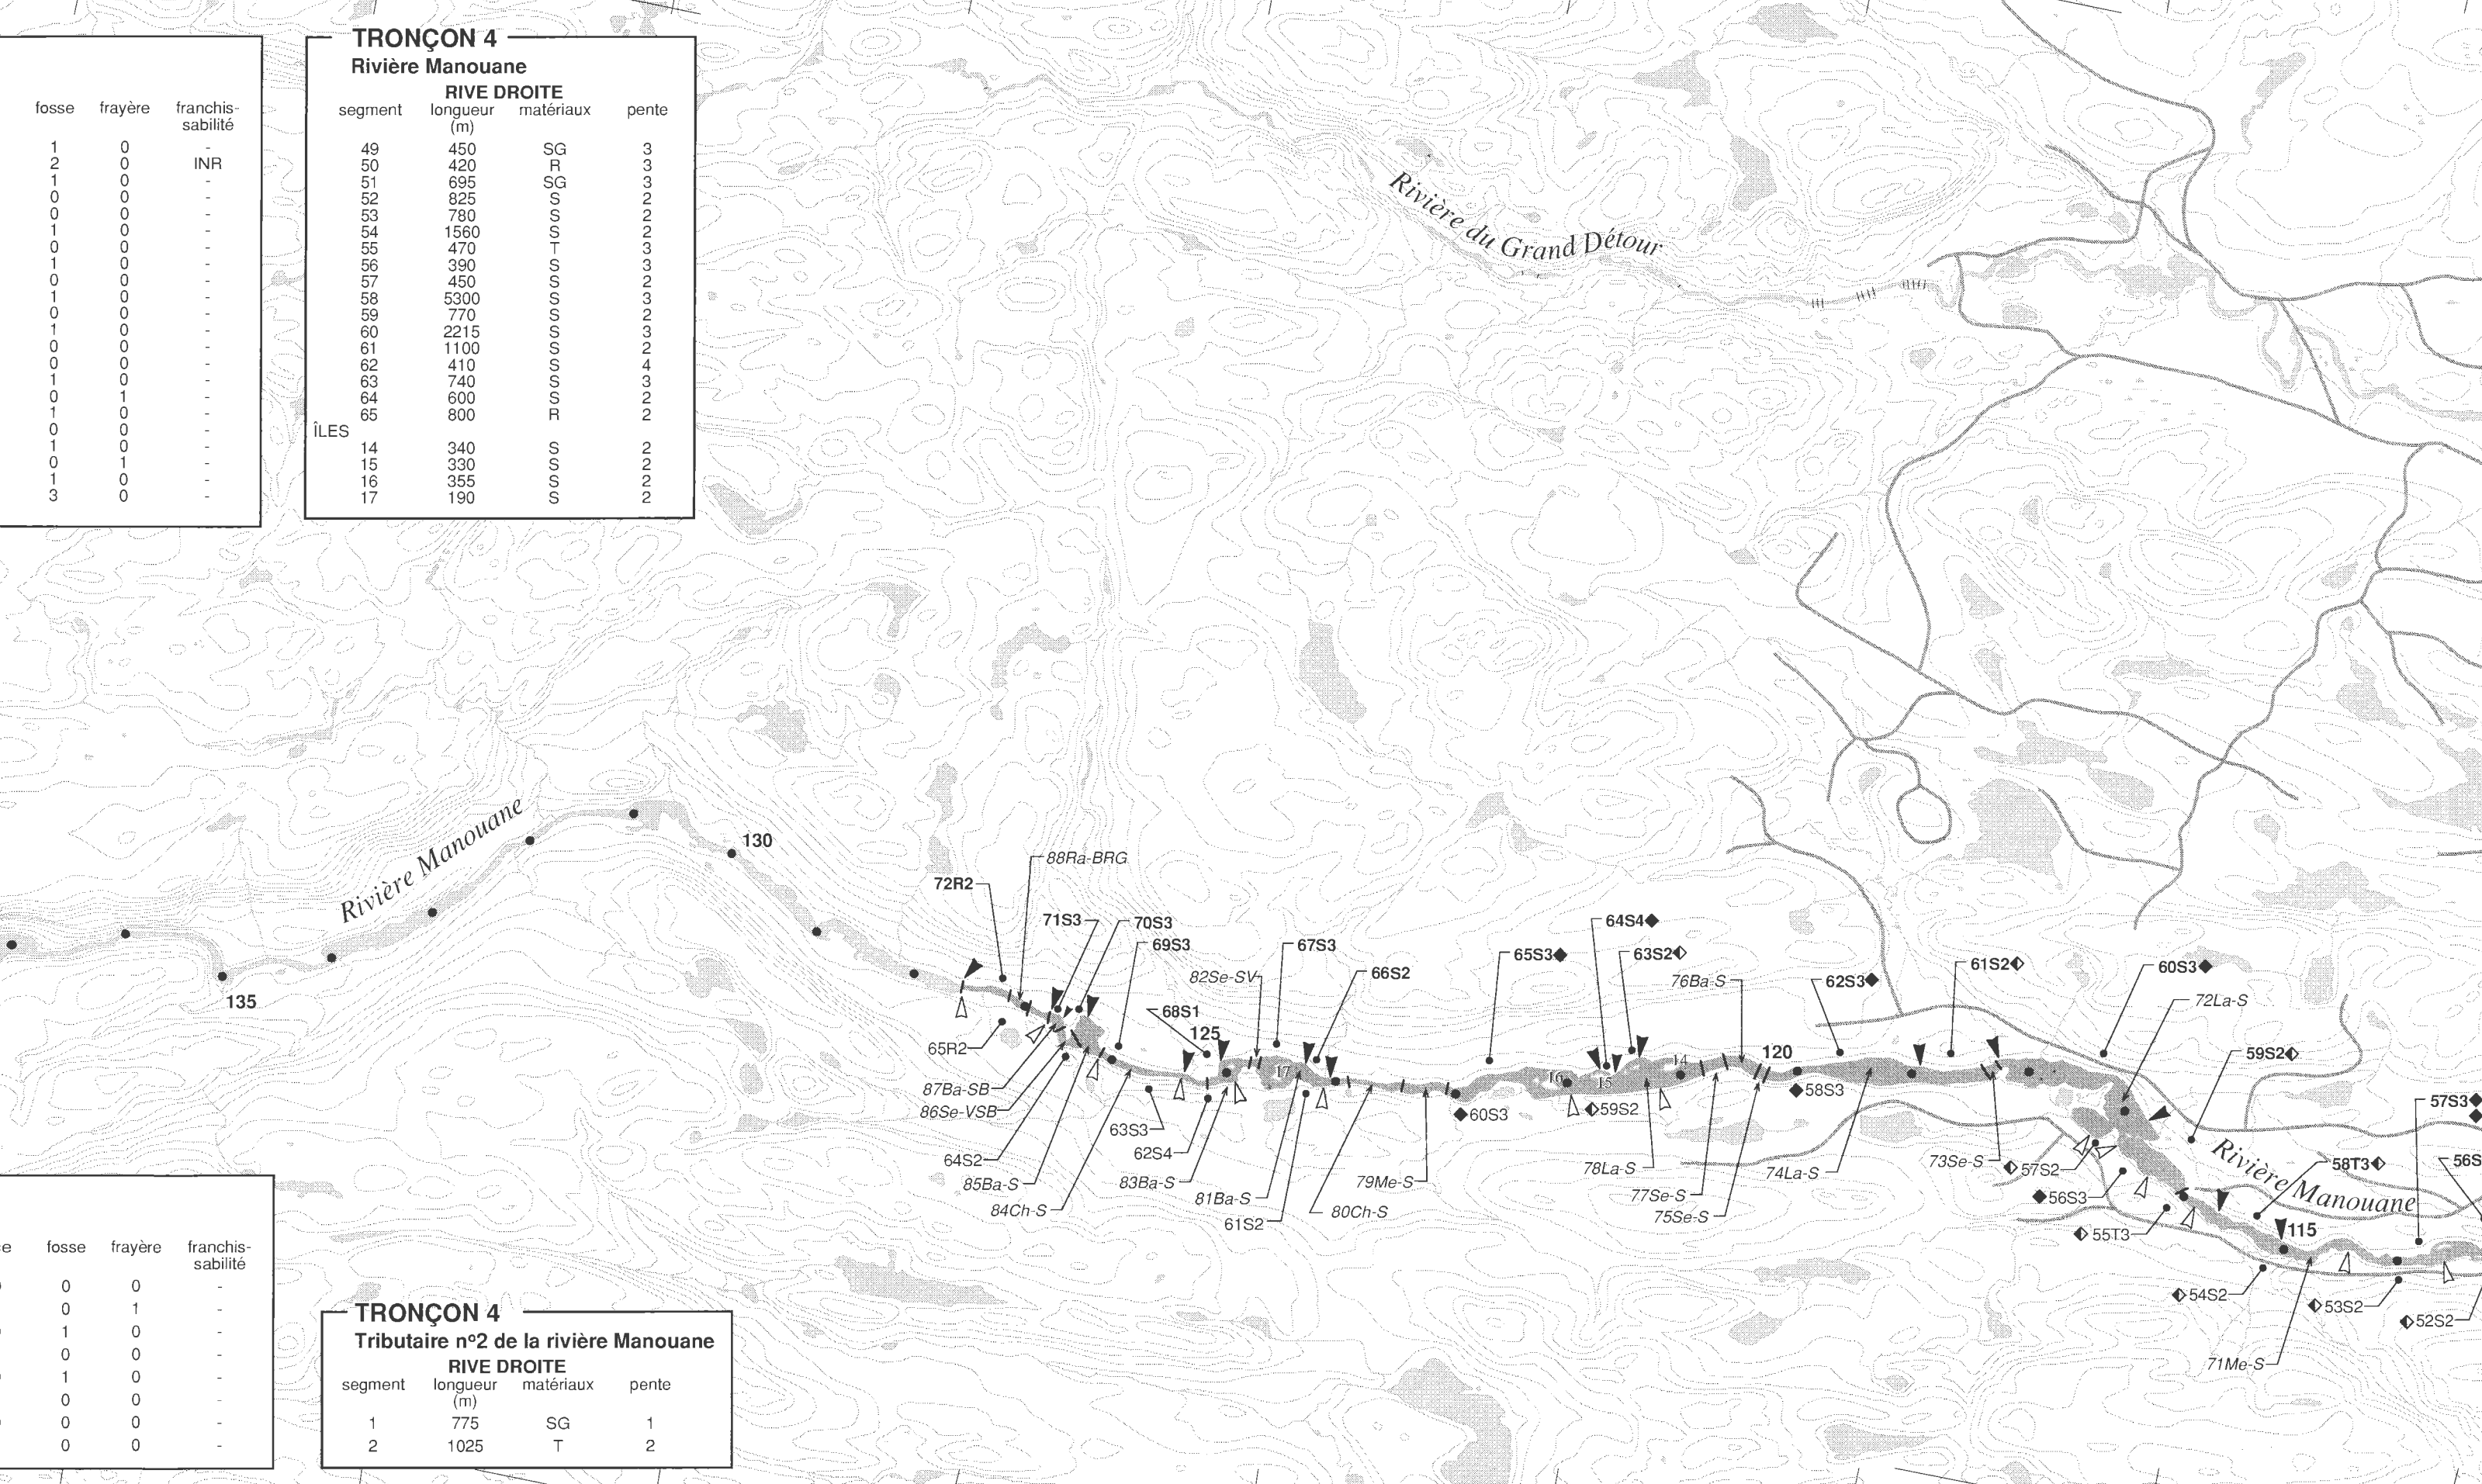 TRONÇON 4
Rivière Manouane
RIVE DROITE
segment longueur matériaux pente
(m)
49 450 SG 3
50 420 R 3
51 695 SG 3
52 825 S 2
53 780 S 2
54 1560 S 2
55 470 T 3
56 390 S 3
57 450 S 2
58 5300 S 3
59 770 S 2
60 2215 S 3
61 1100 S 2
62 410 S 4
63 740 S 3
64 600 S 2
65 800 R 2
ÎLES
14 340 S 2
15 330 S 2
16 355 S 2
17 190 S 2
fosse frayère franchis-
sabilité
1 0 -
2 0 INR
1 0 -
0 0 -
0 0 -
1 0 -
0 0 -
1 0 -
0 0 -
1 0 -
0 0 -
1 0 -
0 0 -
0 0 -
1 0 -
0 1 -
1 0 -
0 0 -
1 0 -
0 1 -
1 0 -
3 0 -
Rivière du Grand Détour
Rivière Manouane
130
135
88Ra-BRG
72R2
71S3
70S3
69S3
67S3
82Se-SV
66S2
68S1
125
65R2
87Ba-SB
86Se-VSB
64S2
85Ba-S
84Ch-S
63S3
62S4
83Ba-S
81Ba-S
61S2
80Ch-S
79Me-S
17
65S3◆
64S4◆
63S2⬖
76Ba-S
62S3◆
61S2⬖
60S3◆
72La-S
59S2⬖
14
15
16
120
◆60S3
⬖59S2
◆58S3
78La-S
77Se-S
75Se-S
74La-S
73Se-S
⬖57S2
◆56S3
⬖55T3
57S3◆
58T3⬖
56S
Rivière Manouane
115
⬖54S2
⬖53S2
⬖52S2
71Me-S
fosse frayère franchis-
sabilité
0 0 -
0 1 -
1 0 -
0 0 -
1 0 -
0 0 -
0 0 -
0 0 -
TRONÇON 4
Tributaire nº2 de la rivière Manouane
RIVE DROITE
segment longueur matériaux pente
(m)
1 775 SG 1
2 1025 T 2